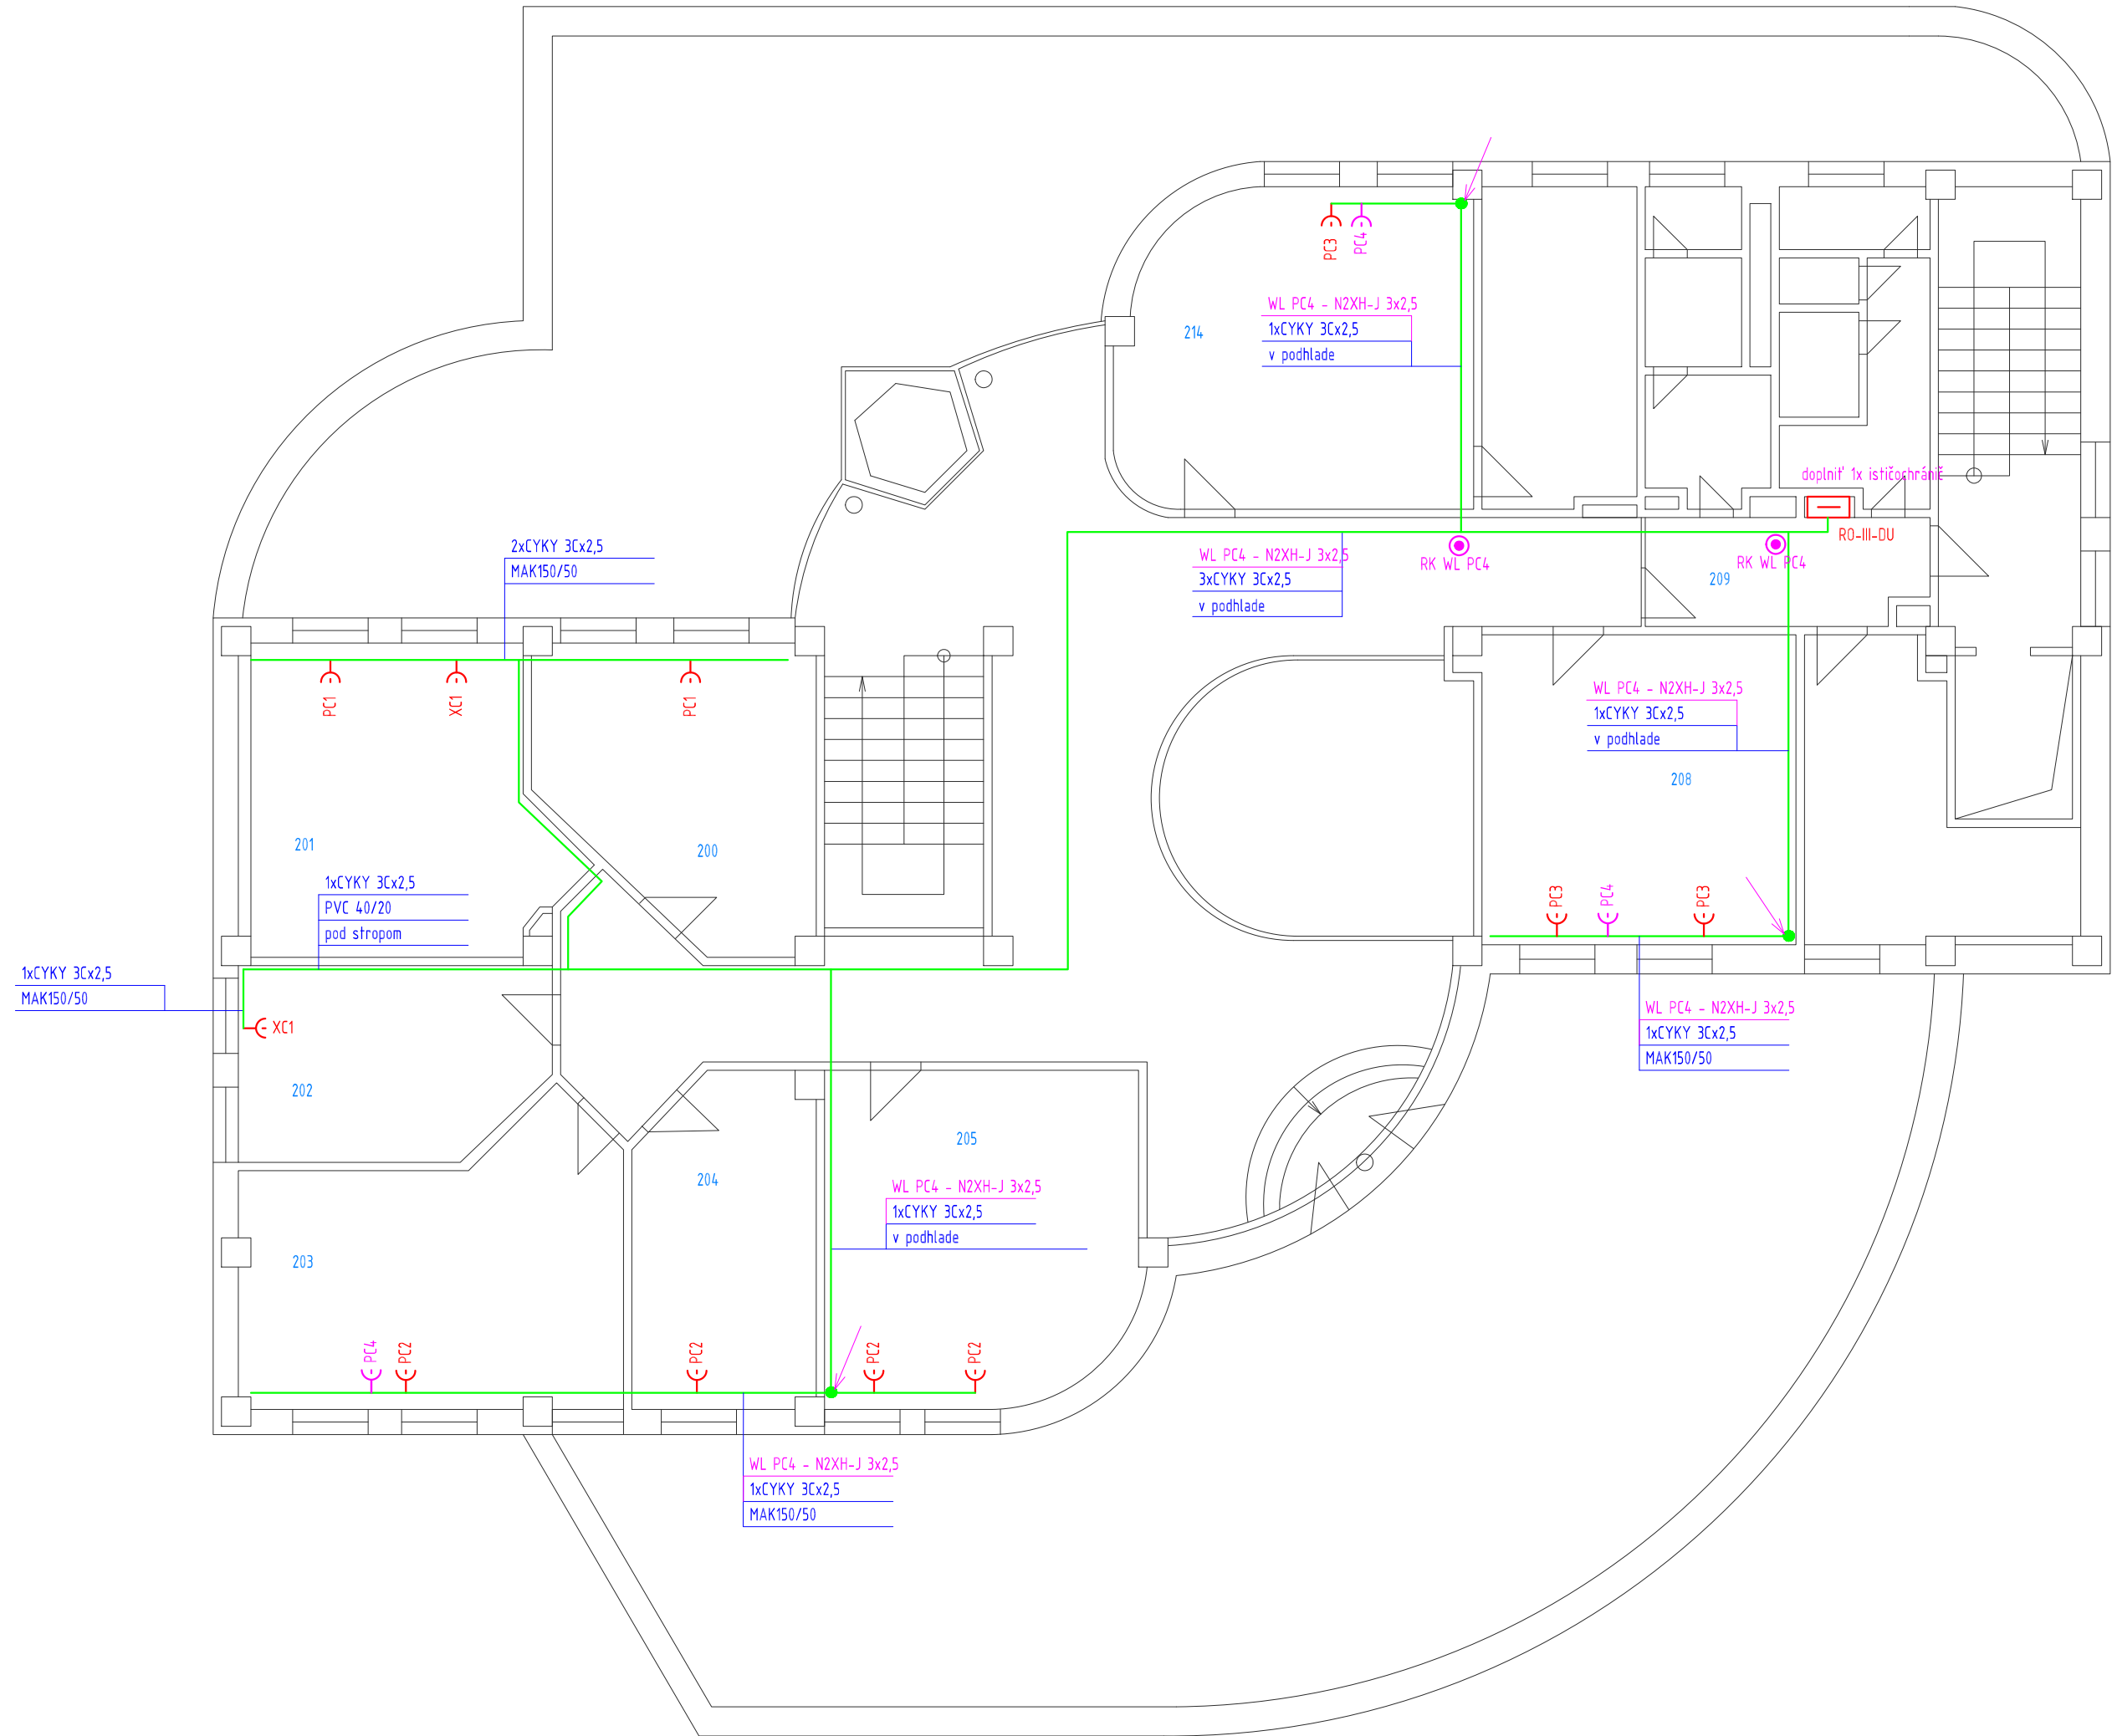 PC3
PC4
WL PC4 - N2XH-J 3x2,5
1xCYKY 3Cx2,5
v podhlade
214
doplniť 1x ističochránič
RO-III-DU
2xCYKY 3Cx2,5
MAK150/50
WL PC4 - N2XH-J 3x2,5
3xCYKY 3Cx2,5
v podhlade
RK WL PC4
RK WL PC4
209
PC1
XC1
PC1
WL PC4 - N2XH-J 3x2,5
1xCYKY 3Cx2,5
v podhlade
208
201
200
1xCYKY 3Cx2,5
PVC 40/20
pod stropom
PC3
PC4
PC3
1xCYKY 3Cx2,5
MAK150/50
XC1
WL PC4 - N2XH-J 3x2,5
1xCYKY 3Cx2,5
MAK150/50
202
205
204
WL PC4 - N2XH-J 3x2,5
1xCYKY 3Cx2,5
v podhlade
203
PC4
PC2
PC2
PC2
PC2
WL PC4 - N2XH-J 3x2,5
1xCYKY 3Cx2,5
MAK150/50